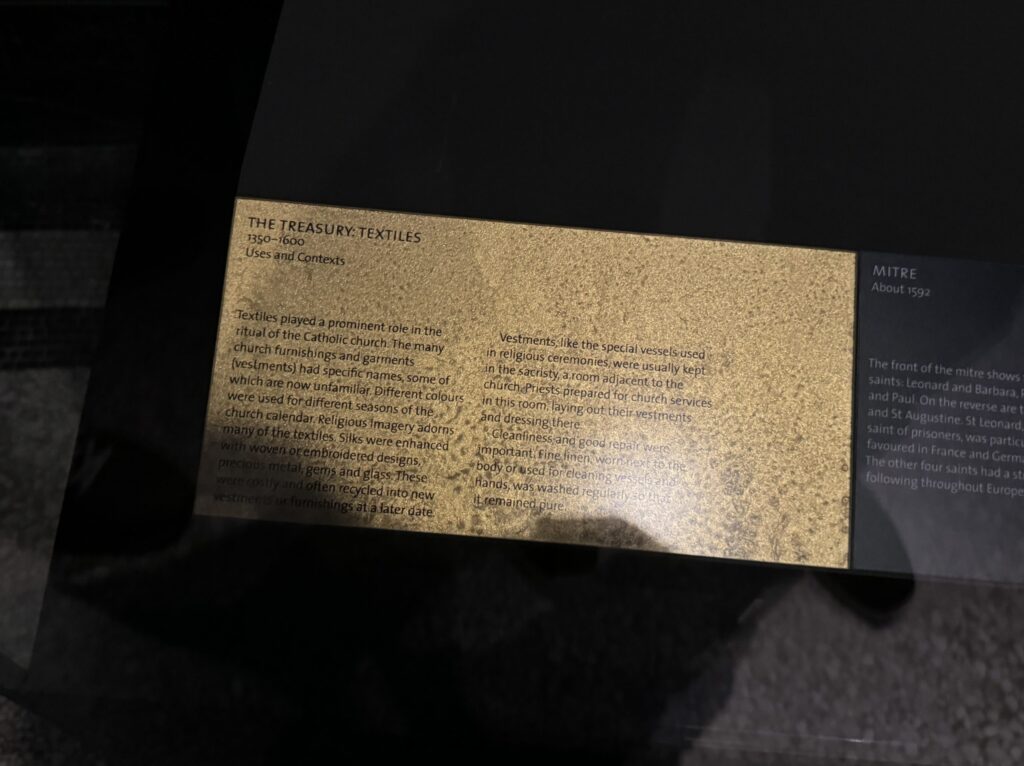 THE TREASURY: TEXTILES
1350–1600
Uses and Contexts
Textiles played a prominent role in the
ritual of the Catholic church. The many
church furnishings and garments
(vestments) had specific names, some of
which are now unfamiliar. Different colours
were used for different seasons of the
church calendar. Religious imagery adorns
many of the textiles. Silks were enhanced
with woven or embroidered designs,
precious metal, gems and glass. These
were costly and often recycled into new
vestments or furnishings at a later date.
Vestments, like the special vessels used
in religious ceremonies, were usually kept
in the sacristy, a room adjacent to the
church. Priests prepared for church services
in this room, laying out their vestments
and dressing there.
Cleanliness and good repair were
important. Fine linen, worn next to the
body or used for cleaning vessels and
hands, was washed regularly so that
it remained pure.
MITRE
About 1592
The front of the mitre shows
saints: Leonard and Barbara,
and Paul. On the reverse are
and St Augustine. St Leonard,
saint of prisoners, was
favoured in France and
The other four saints had a
following throughout Europe